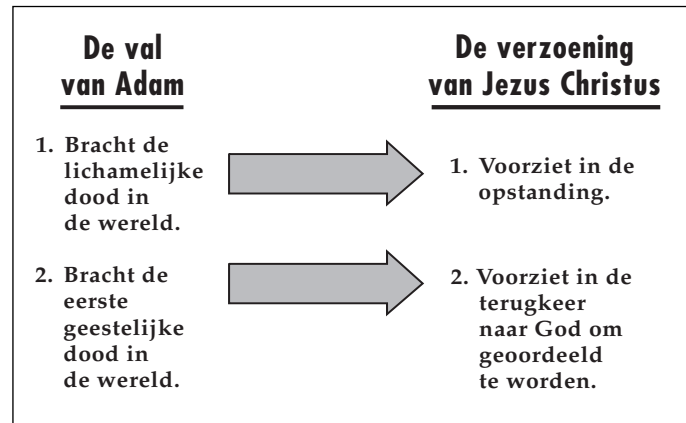 De val
van Adam
1. Bracht de
lichamelijke
dood in
de wereld.
2. Bracht de
eerste
geestelijke
dood in
de wereld.
De verzoening
van Jezus Christus
1. Voorziet in de
opstanding.
2. Voorziet in de
terugkeer
naar God om
geoordeeld
te worden.